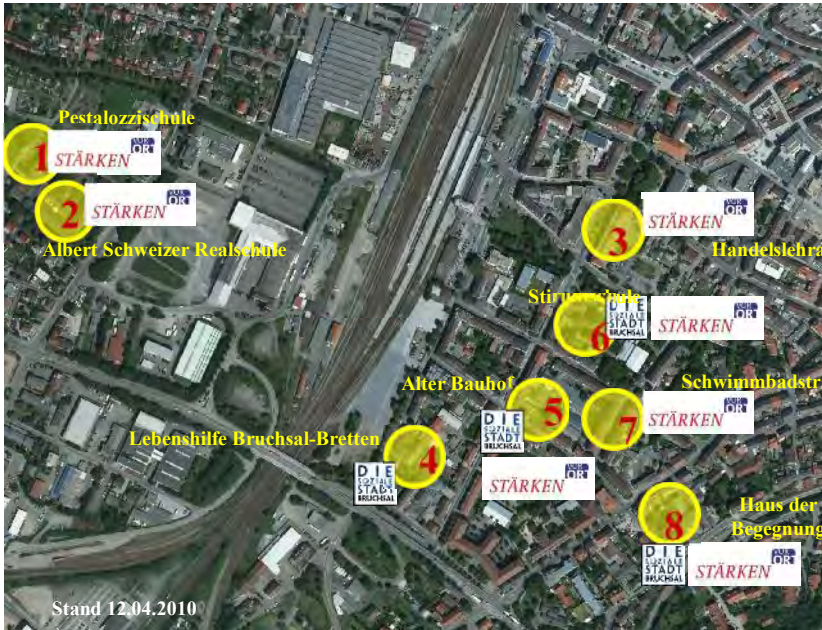 Pestalozzischule
1
STÄRKEN VOR ORT
2
STÄRKEN VOR ORT
Albert Schweizer Realschule
3
STÄRKEN VOR ORT
Handelslehra
Stirumschule
6
DIE SOZIALE STADT BRUCHSAL
STÄRKEN VOR ORT
Alter Bauhof
5
DIE SOZIALE STADT BRUCHSAL
STÄRKEN VOR ORT
Schwimmbadstr
7
STÄRKEN VOR ORT
Lebenshilfe Bruchsal-Bretten
4
DIE SOZIALE STADT BRUCHSAL
Haus der
Begegnung
8
DIE SOZIALE STADT BRUCHSAL
STÄRKEN VOR ORT
Stand 12.04.2010